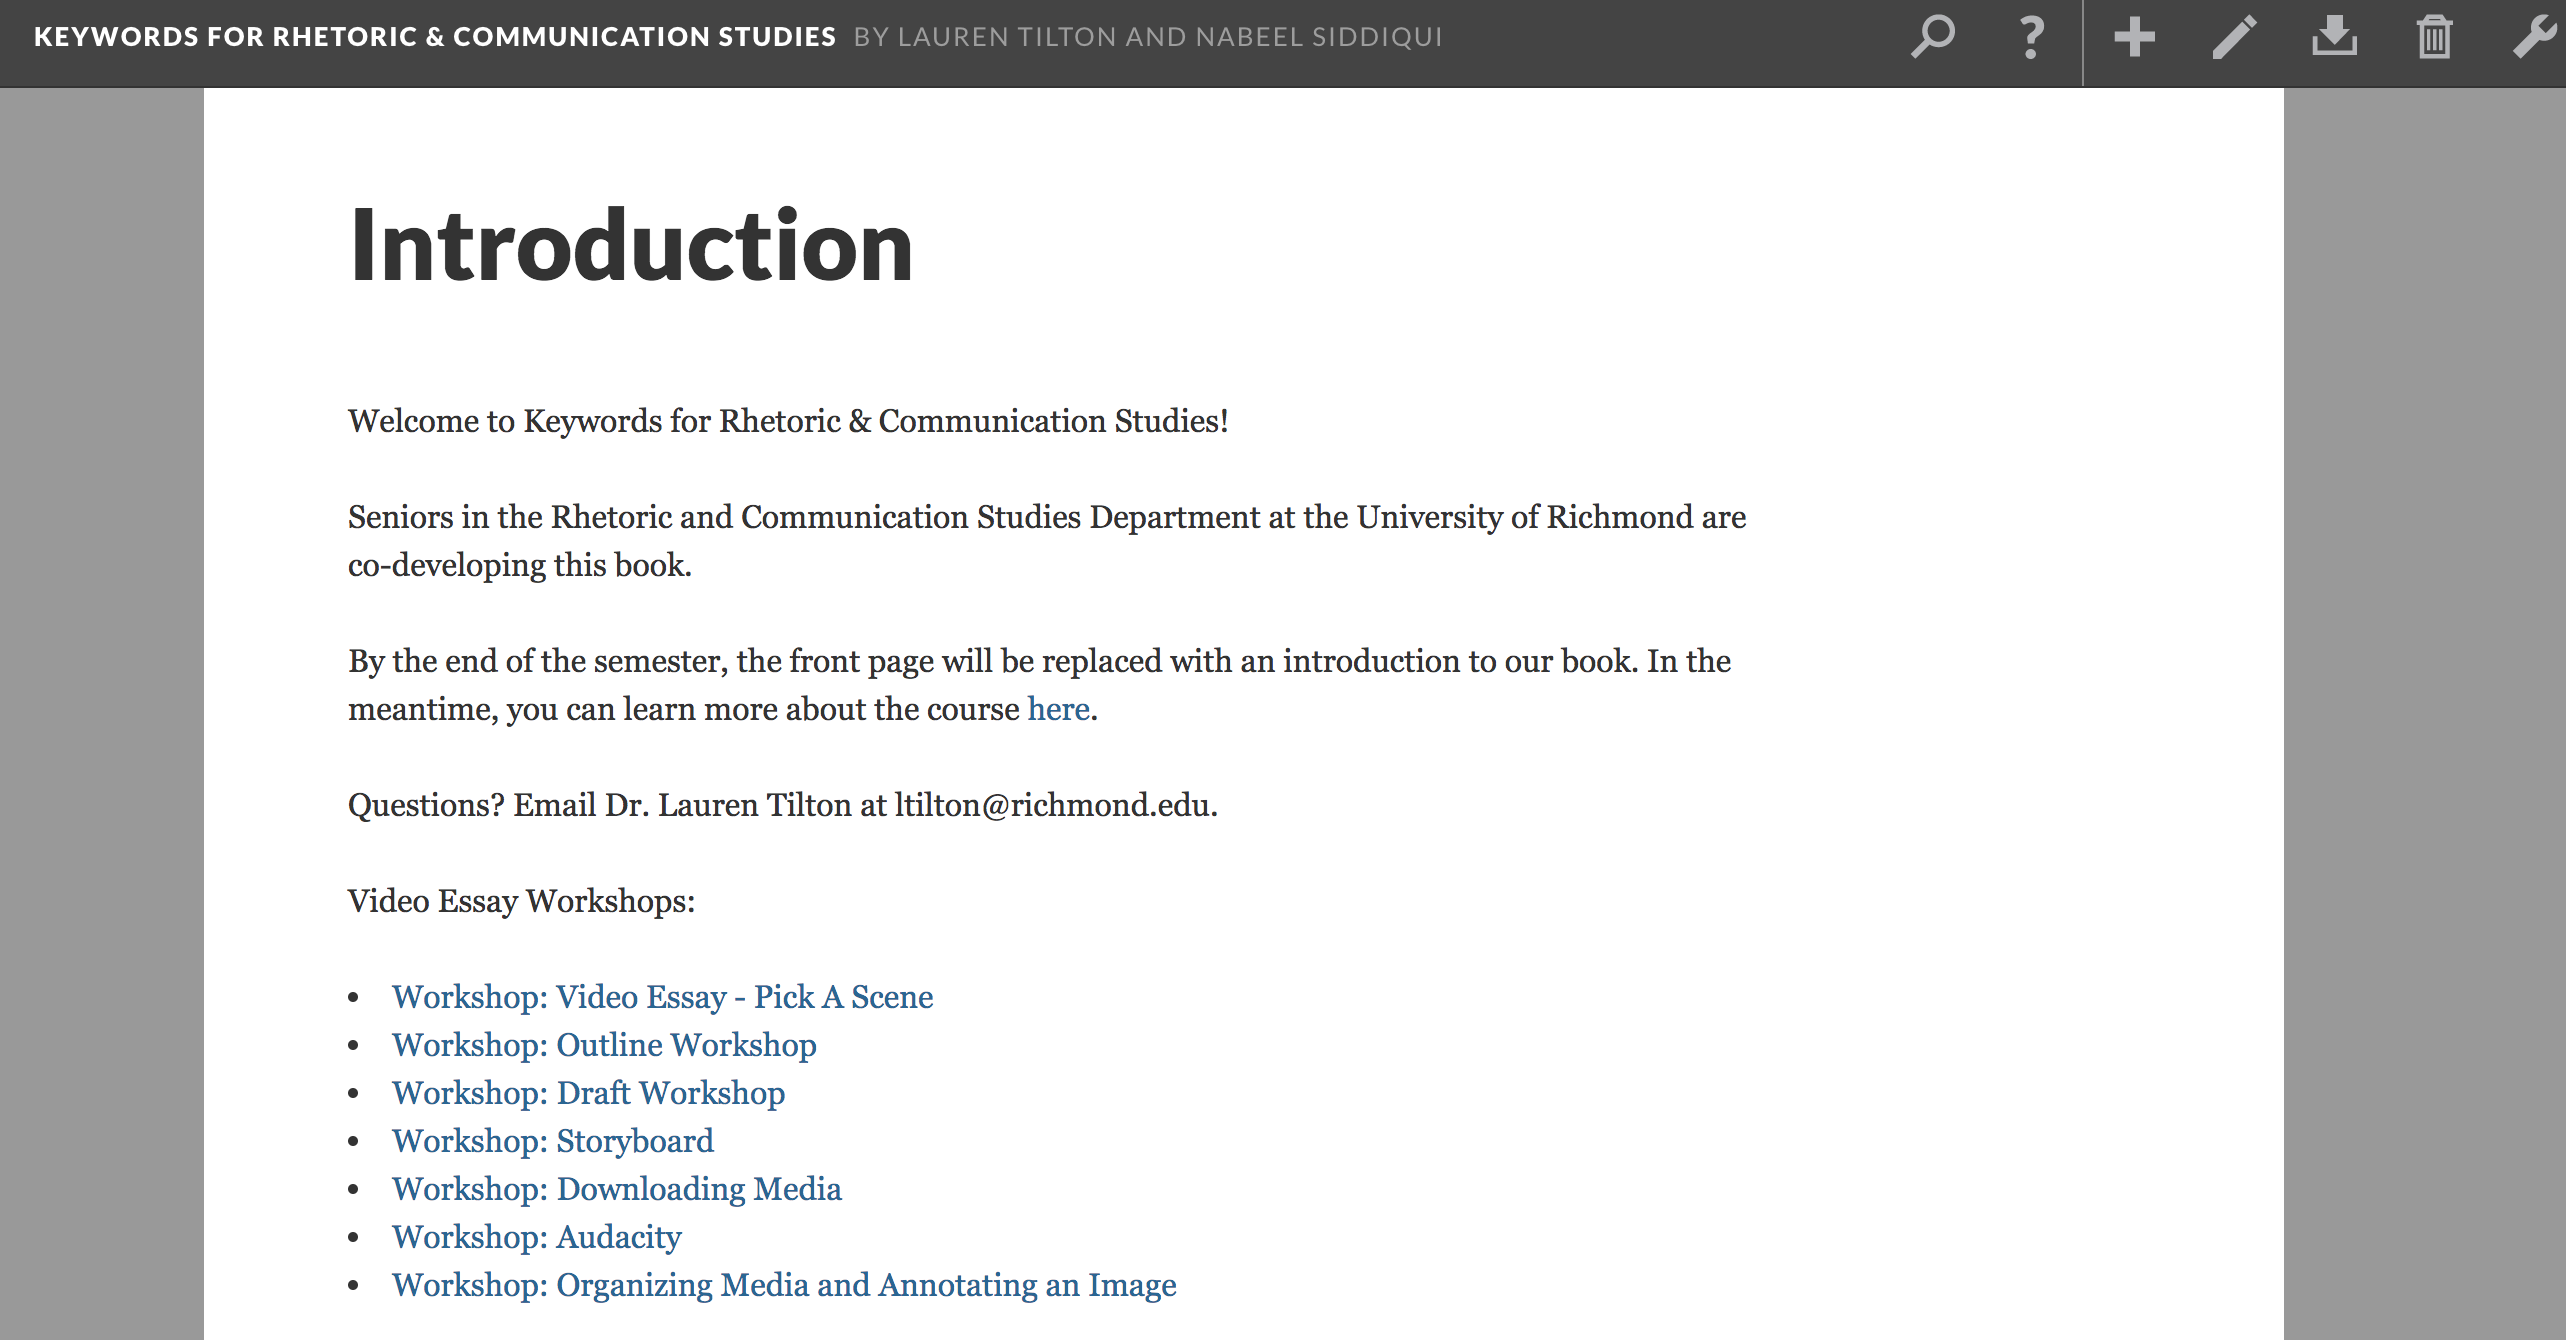 KEYWORDS FOR RHETORIC & COMMUNICATION STUDIES BY LAUREN TILTON AND NABEEL SIDDIQUI
Introduction
Welcome to Keywords for Rhetoric & Communication Studies!
Seniors in the Rhetoric and Communication Studies Department at the University of Richmond are
co-developing this book.
By the end of the semester, the front page will be replaced with an introduction to our book. In the
meantime, you can learn more about the course here.
Questions? Email Dr. Lauren Tilton at ltilton@richmond.edu.
Video Essay Workshops:
• Workshop: Video Essay - Pick A Scene
• Workshop: Outline Workshop
• Workshop: Draft Workshop
• Workshop: Storyboard
• Workshop: Downloading Media
• Workshop: Audacity
• Workshop: Organizing Media and Annotating an Image